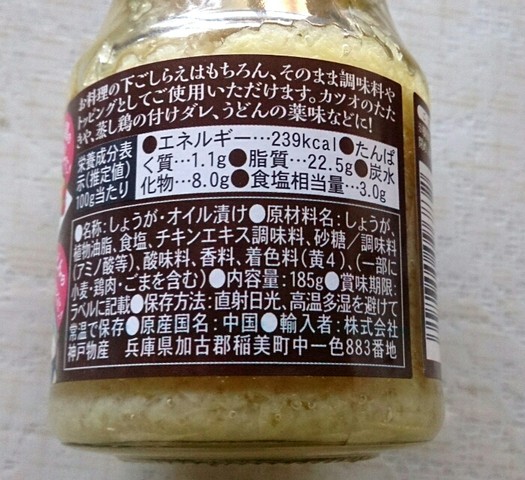 お料理の下ごしらえはもちろん、そのまま調味料や
トッピングとしてご使用いただけます。カツオのたた
きや、蒸し鶏の付けダレ、うどんの薬味などに!
栄養成分表
示(推定値)
100g当たり
●エネルギー…239kcal●たんぱ
く質…1.1g●脂質…22.5g●炭水
化物…8.0g●食塩相当量…3.0g
●名称:しょうが・オイル漬け●原材料名:しょうが、
植物油脂、食塩、チキンエキス調味料、砂糖/調味料
(アミノ酸等)、酸味料、香料、着色料(黄4)、(一部に
小麦・鶏肉・ごまを含む)●内容量:185g●賞味期限:
ラベルに記載●保存方法:直射日光、高温多湿を避けて
常温で保存●原産国名:中国●輸入者:株式会社
神戸物産 兵庫県加古郡稲美町中一色883番地